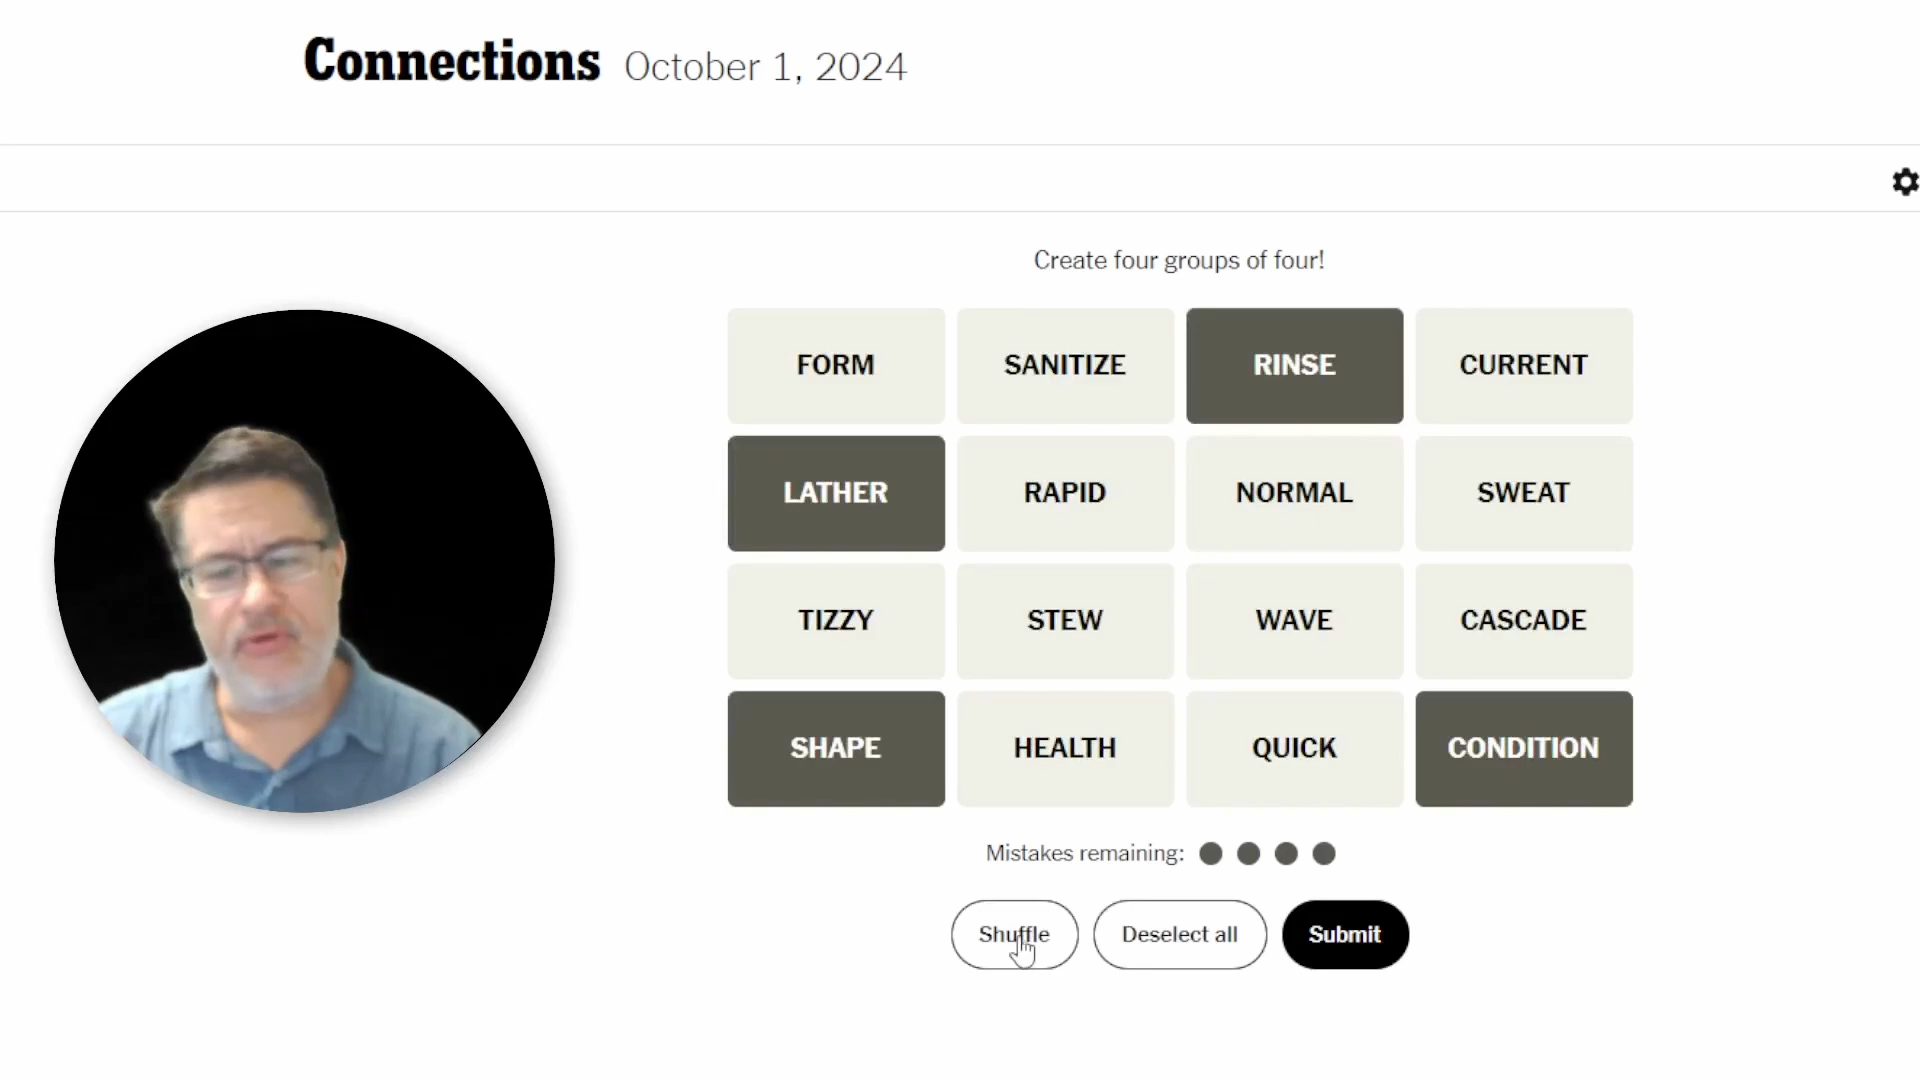 Connections October 1, 2024
Create four groups of four!
FORM SANITIZE RINSE CURRENT
LATHER RAPID NORMAL SWEAT
TIZZY STEW WAVE CASCADE
SHAPE HEALTH QUICK CONDITION
Mistakes remaining:
Shuffle Deselect all Submit